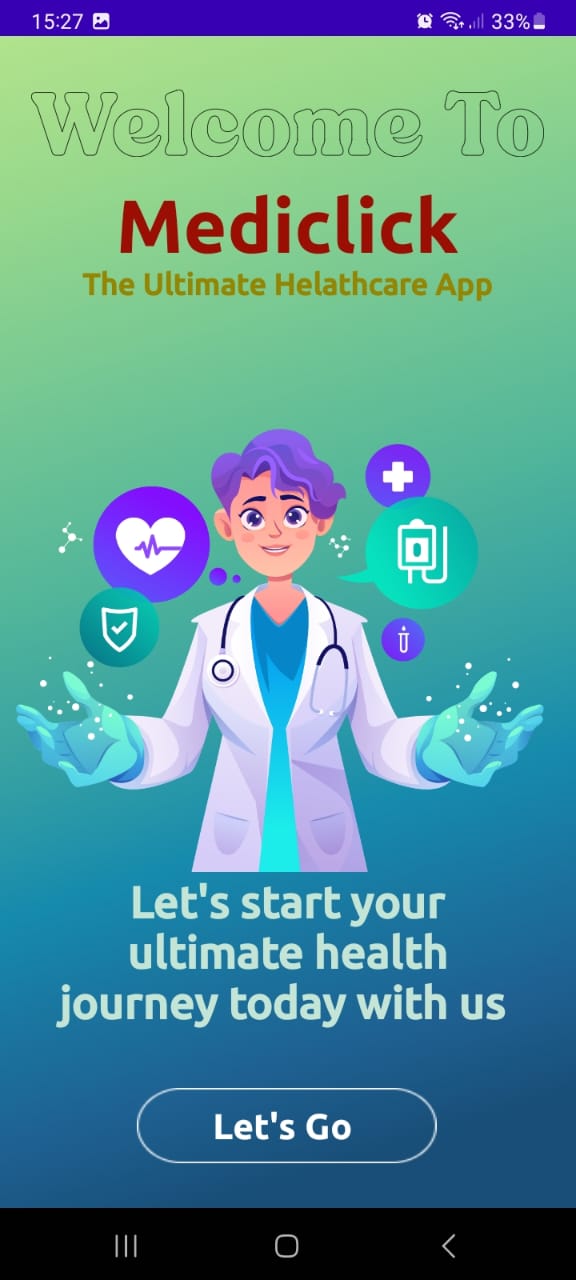 15:27 33%
Welcome To
Mediclick
The Ultimate Helathcare App
Let's start your
ultimate health
journey today with us
Let's Go